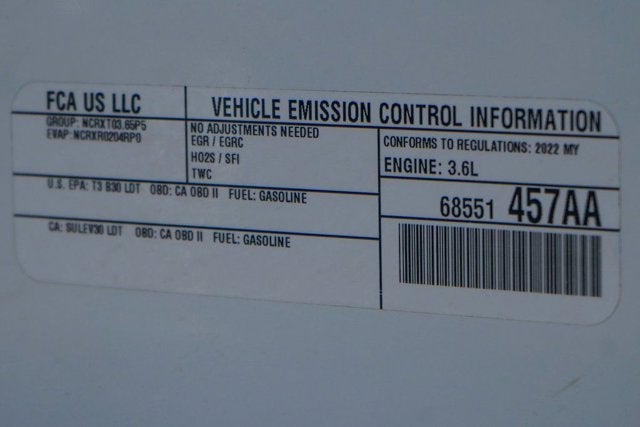 FCA US LLC
GROUP: NCRXT03.65P5
EVAP: NCRXR0204RP0
VEHICLE EMISSION CONTROL INFORMATION
NO ADJUSTMENTS NEEDED
EGR / EGRC
HO2S / SFI
TWC
CONFORMS TO REGULATIONS: 2022 MY
ENGINE: 3.6L
U.S. EPA: T3 B30 LDT OBD: CA OBD II FUEL: GASOLINE
68551 457AA
CA: SULEV30 LDT OBD: CA OBD II FUEL: GASOLINE